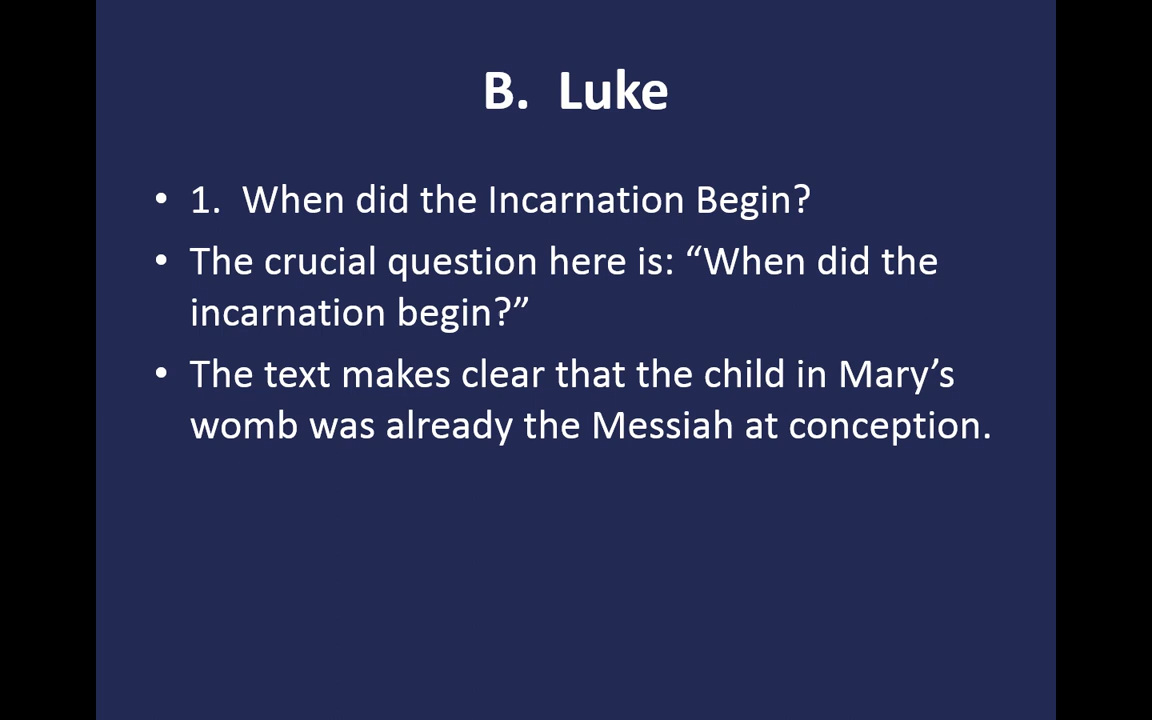 B.  Luke
• 1.  When did the Incarnation Begin?
• The crucial question here is: “When did the
incarnation begin?”
• The text makes clear that the child in Mary’s
womb was already the Messiah at conception.